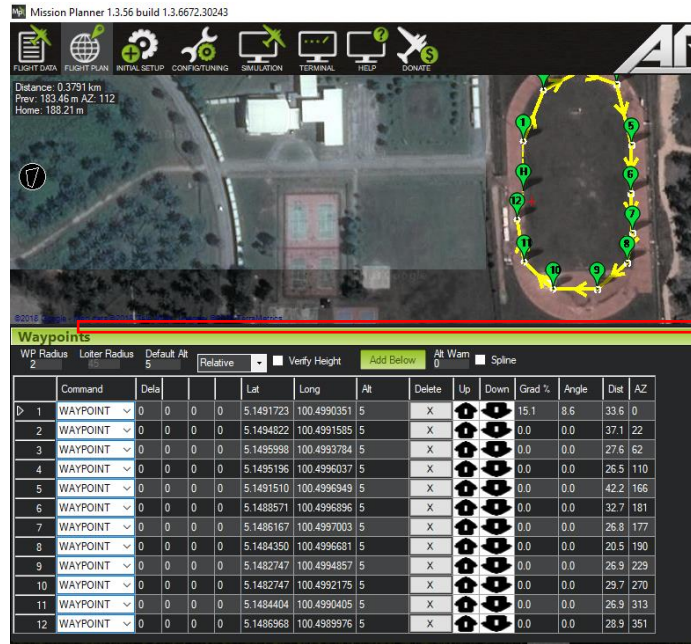 Mission Planner 1.3.56 build 1.3.6672.30243
FLIGHT DATA FLIGHT PLAN INITIAL SETUP CONFIG/TUNING SIMULATION TERMINAL HELP DONATE
Distance: 0.3791 km
Prev: 183.46 m AZ: 112
Home: 188.21 m
1
5
H
6
12
7
11
8
10
9
Waypoints
WP Radius Loiter Radius Default Alt
2 45 5 Relative Verify Height Add Below Alt Warn 0 Spline
Command Dela Lat Long Alt Delete Up Down Grad % Angle Dist AZ
1 WAYPOINT 0 0 0 0 5.1491723 100.4990351 5 X 15.1 8.6 33.6 0
2 WAYPOINT 0 0 0 0 5.1494822 100.4991585 5 X 0.0 0.0 37.1 22
3 WAYPOINT 0 0 0 0 5.1495998 100.4993784 5 X 0.0 0.0 27.6 62
4 WAYPOINT 0 0 0 0 5.1495196 100.4996037 5 X 0.0 0.0 26.5 110
5 WAYPOINT 0 0 0 0 5.1491510 100.4996949 5 X 0.0 0.0 42.2 166
6 WAYPOINT 0 0 0 0 5.1488571 100.4996896 5 X 0.0 0.0 32.7 181
7 WAYPOINT 0 0 0 0 5.1486167 100.4997003 5 X 0.0 0.0 26.8 177
8 WAYPOINT 0 0 0 0 5.1484350 100.4996681 5 X 0.0 0.0 20.5 190
9 WAYPOINT 0 0 0 0 5.1482747 100.4994857 5 X 0.0 0.0 26.9 229
10 WAYPOINT 0 0 0 0 5.1482747 100.4992175 5 X 0.0 0.0 29.7 270
11 WAYPOINT 0 0 0 0 5.1484404 100.4990405 5 X 0.0 0.0 26.9 313
12 WAYPOINT 0 0 0 0 5.1486968 100.4989976 5 X 0.0 0.0 28.9 351